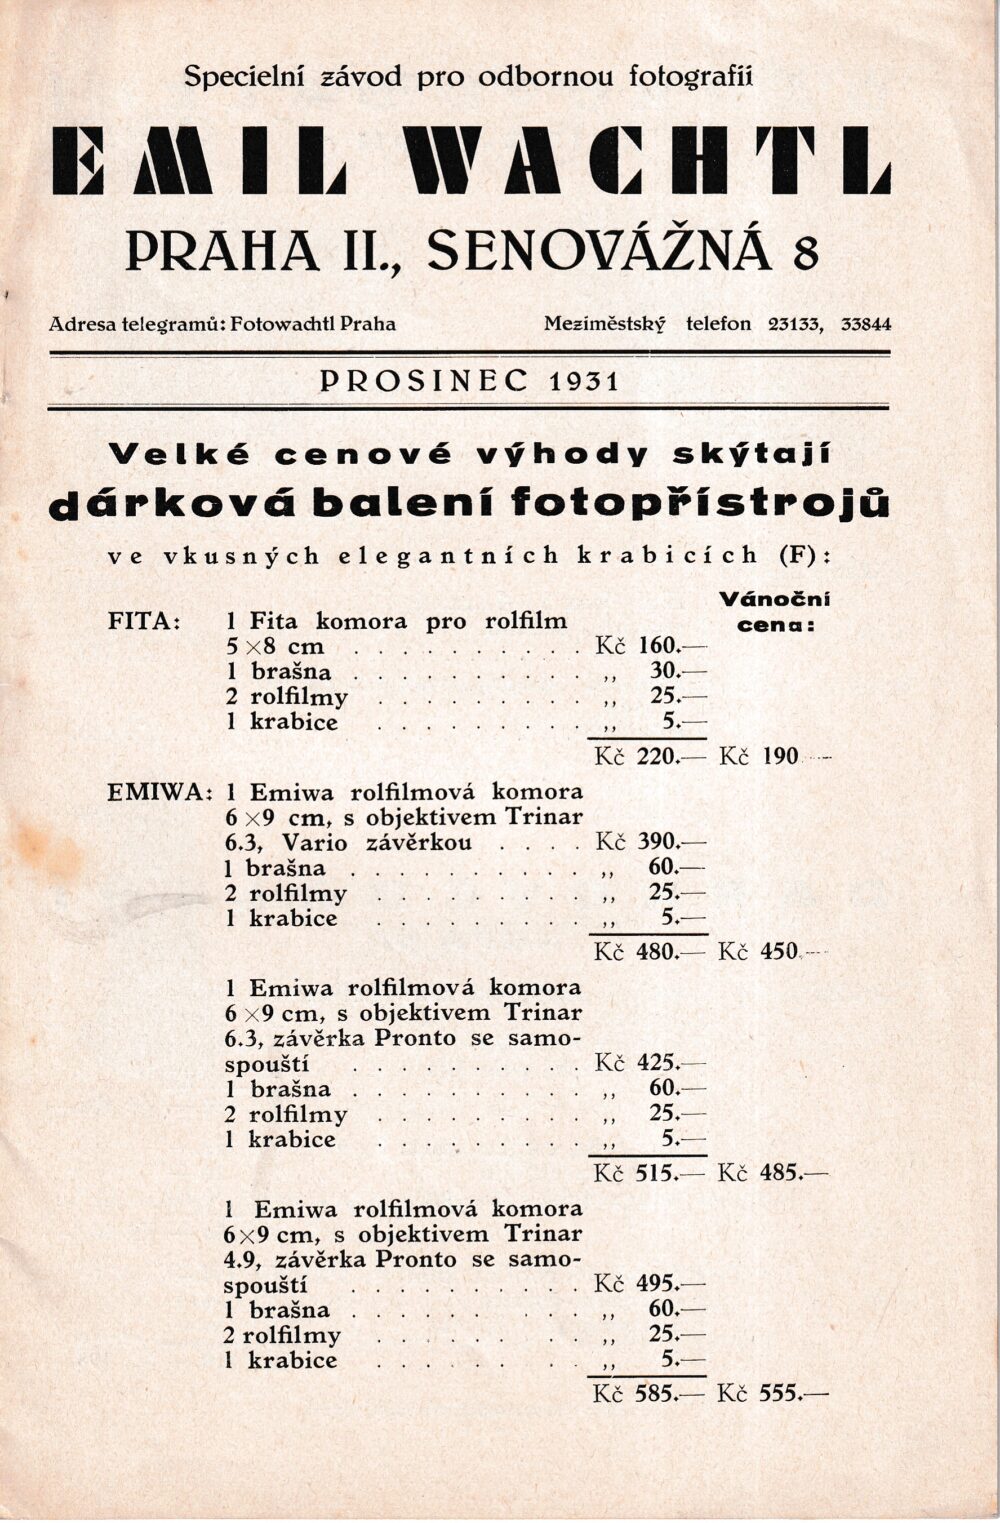 Specielní závod pro odbornou fotografii
EMIL WACHTL
PRAHA II., SENOVÁŽNÁ 8
Adresa telegramů: Fotowachtl Praha Meziměstský telefon 23133, 33844
PROSINEC 1931
Velké cenové výhody skýtají
dárková balení fotopřístrojů
ve vkusných elegantních krabicích (F):
Vánoční
cena:
FITA: 1 Fita komora pro rolfilm
5×8 cm . . . . . . . . . . Kč 160.—
1 brašna . . . . . . . . . . ,, 30.—
2 rolfilmy . . . . . . . . . ,, 25.—
1 krabice . . . . . . . . . ,, 5.—
Kč 220.— Kč 190.—
EMIWA: 1 Emiwa rolfilmová komora
6×9 cm, s objektivem Trinar
6.3, Vario závěrkou . . . . Kč 390.—
1 brašna . . . . . . . . . . ,, 60.—
2 rolfilmy . . . . . . . . . ,, 25.—
1 krabice . . . . . . . . . ,, 5.—
Kč 480.— Kč 450.—
1 Emiwa rolfilmová komora
6×9 cm, s objektivem Trinar
6.3, závěrka Pronto se samo-
spouští . . . . . . . . . . Kč 425.—
1 brašna . . . . . . . . . . ,, 60.—
2 rolfilmy . . . . . . . . . ,, 25.—
1 krabice . . . . . . . . . ,, 5.—
Kč 515.— Kč 485.—
1 Emiwa rolfilmová komora
6×9 cm, s objektivem Trinar
4.9, závěrka Pronto se samo-
spouští . . . . . . . . . . Kč 495.—
1 brašna . . . . . . . . . . ,, 60.—
2 rolfilmy . . . . . . . . . ,, 25.—
1 krabice . . . . . . . . . ,, 5.—
Kč 585.— Kč 555.—